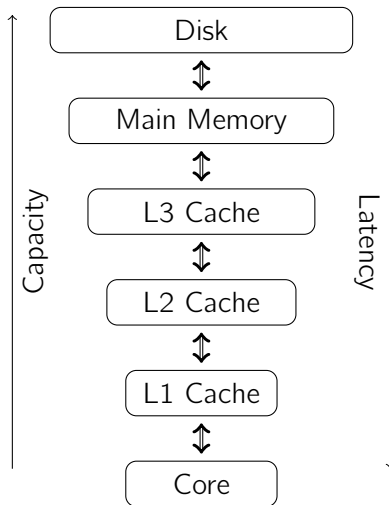 Disk
Main Memory
L3 Cache
L2 Cache
L1 Cache
Core
Capacity
Latency